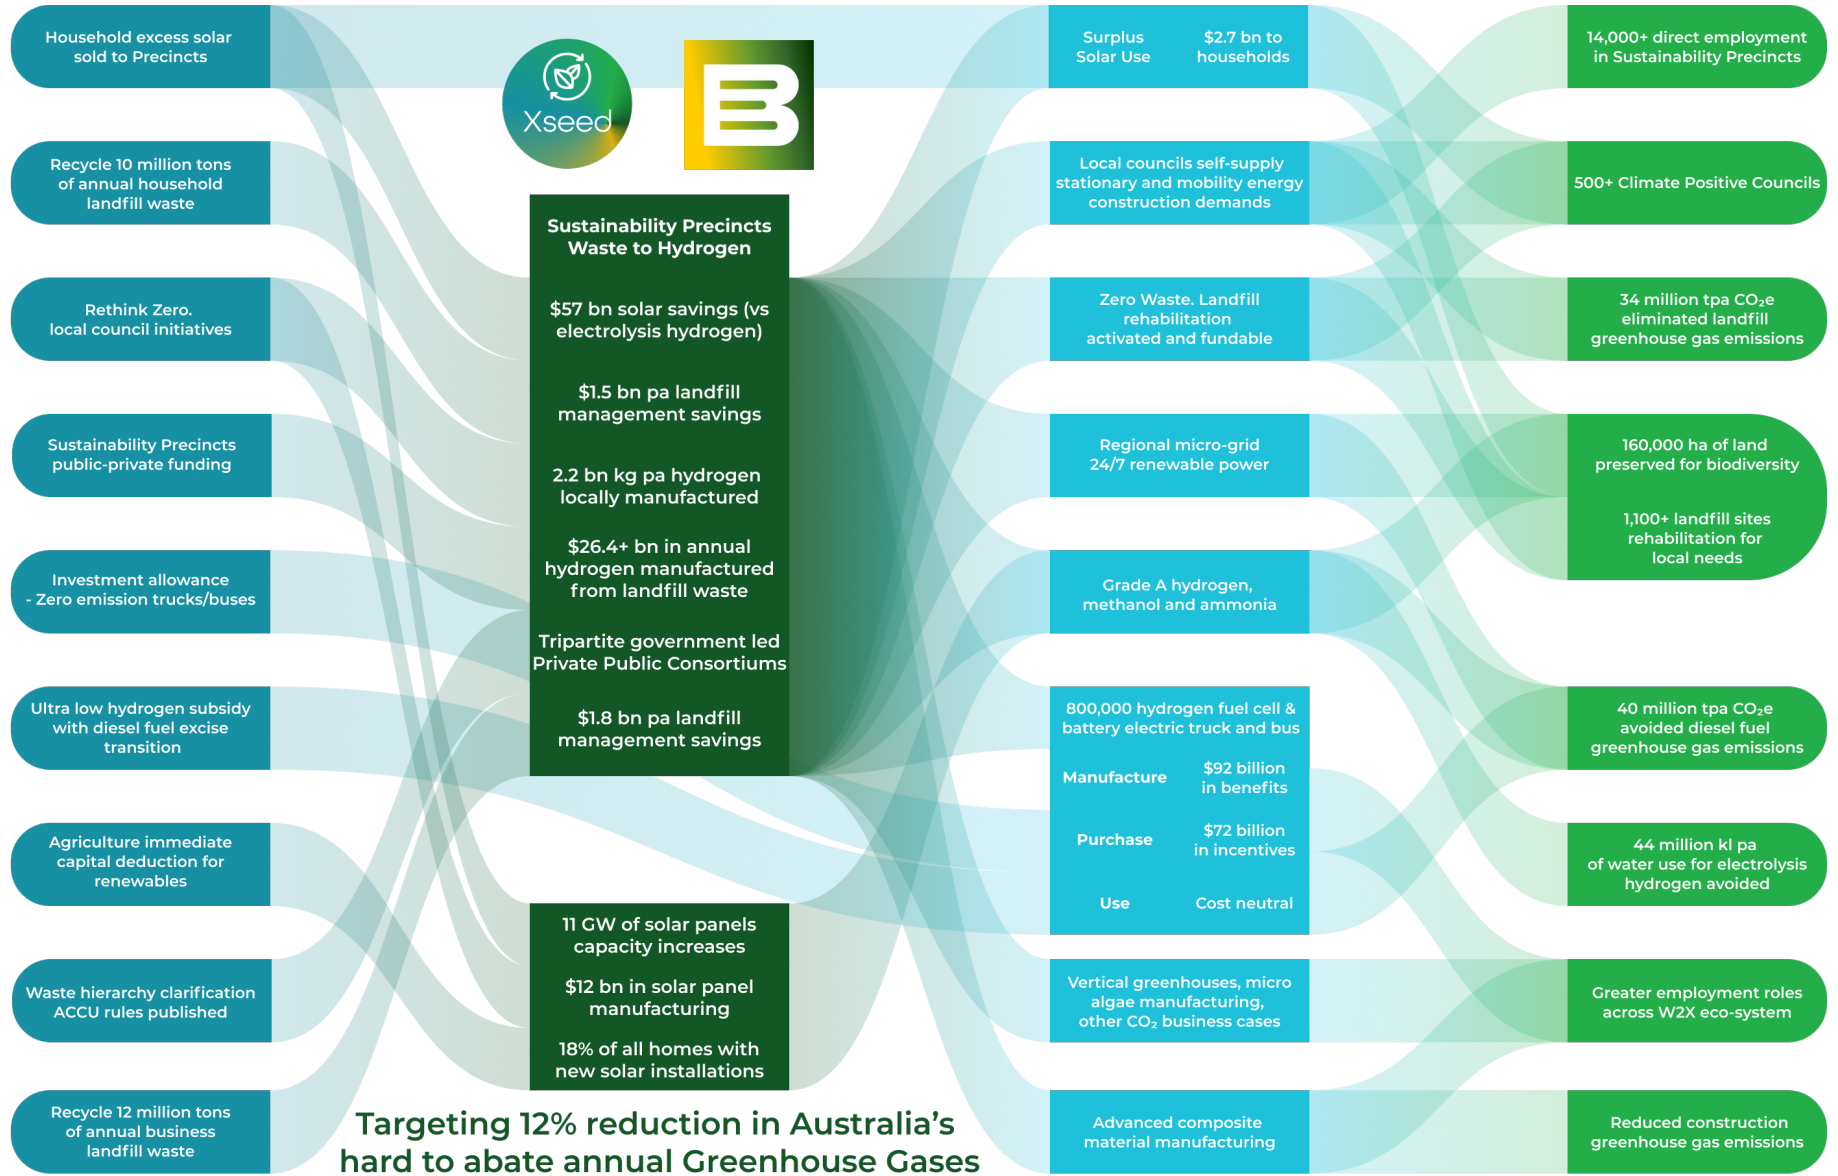 Household excess solar
sold to Precincts
Recycle 10 million tons
of annual household
landfill waste
Rethink Zero.
local council initiatives
Sustainability Precincts
public-private funding
Investment allowance
- Zero emission trucks/buses
Ultra low hydrogen subsidy
with diesel fuel excise
transition
Agriculture immediate
capital deduction for
renewables
Waste hierarchy clarification
ACCU rules published
Recycle 12 million tons
of annual business
landfill waste
Xseed
B
Sustainability Precincts
Waste to Hydrogen
$57 bn solar savings (vs
electrolysis hydrogen)
$1.5 bn pa landfill
management savings
2.2 bn kg pa hydrogen
locally manufactured
$26.4+ bn in annual
hydrogen manufactured
from landfill waste
Tripartite government led
Private Public Consortiums
$1.8 bn pa landfill
management savings
11 GW of solar panels
capacity increases
$12 bn in solar panel
manufacturing
18% of all homes with
new solar installations
Targeting 12% reduction in Australia's
hard to abate annual Greenhouse Gases
Surplus
Solar Use
$2.7 bn to
households
Local councils self-supply
stationary and mobility energy
construction demands
Zero Waste. Landfill
rehabilitation
activated and fundable
Regional micro-grid
24/7 renewable power
Grade A hydrogen,
methanol and ammonia
800,000 hydrogen fuel cell &
battery electric truck and bus
Manufacture
$92 billion
in benefits
Purchase
$72 billion
in incentives
Use
Cost neutral
Vertical greenhouses, micro
algae manufacturing,
other CO₂ business cases
Advanced composite
material manufacturing
14,000+ direct employment
in Sustainability Precincts
500+ Climate Positive Councils
34 million tpa CO₂e
eliminated landfill
greenhouse gas emissions
160,000 ha of land
preserved for biodiversity
1,100+ landfill sites
rehabilitation for
local needs
40 million tpa CO₂e
avoided diesel fuel
greenhouse gas emissions
44 million kl pa
of water use for electrolysis
hydrogen avoided
Greater employment roles
across W2X eco-system
Reduced construction
greenhouse gas emissions